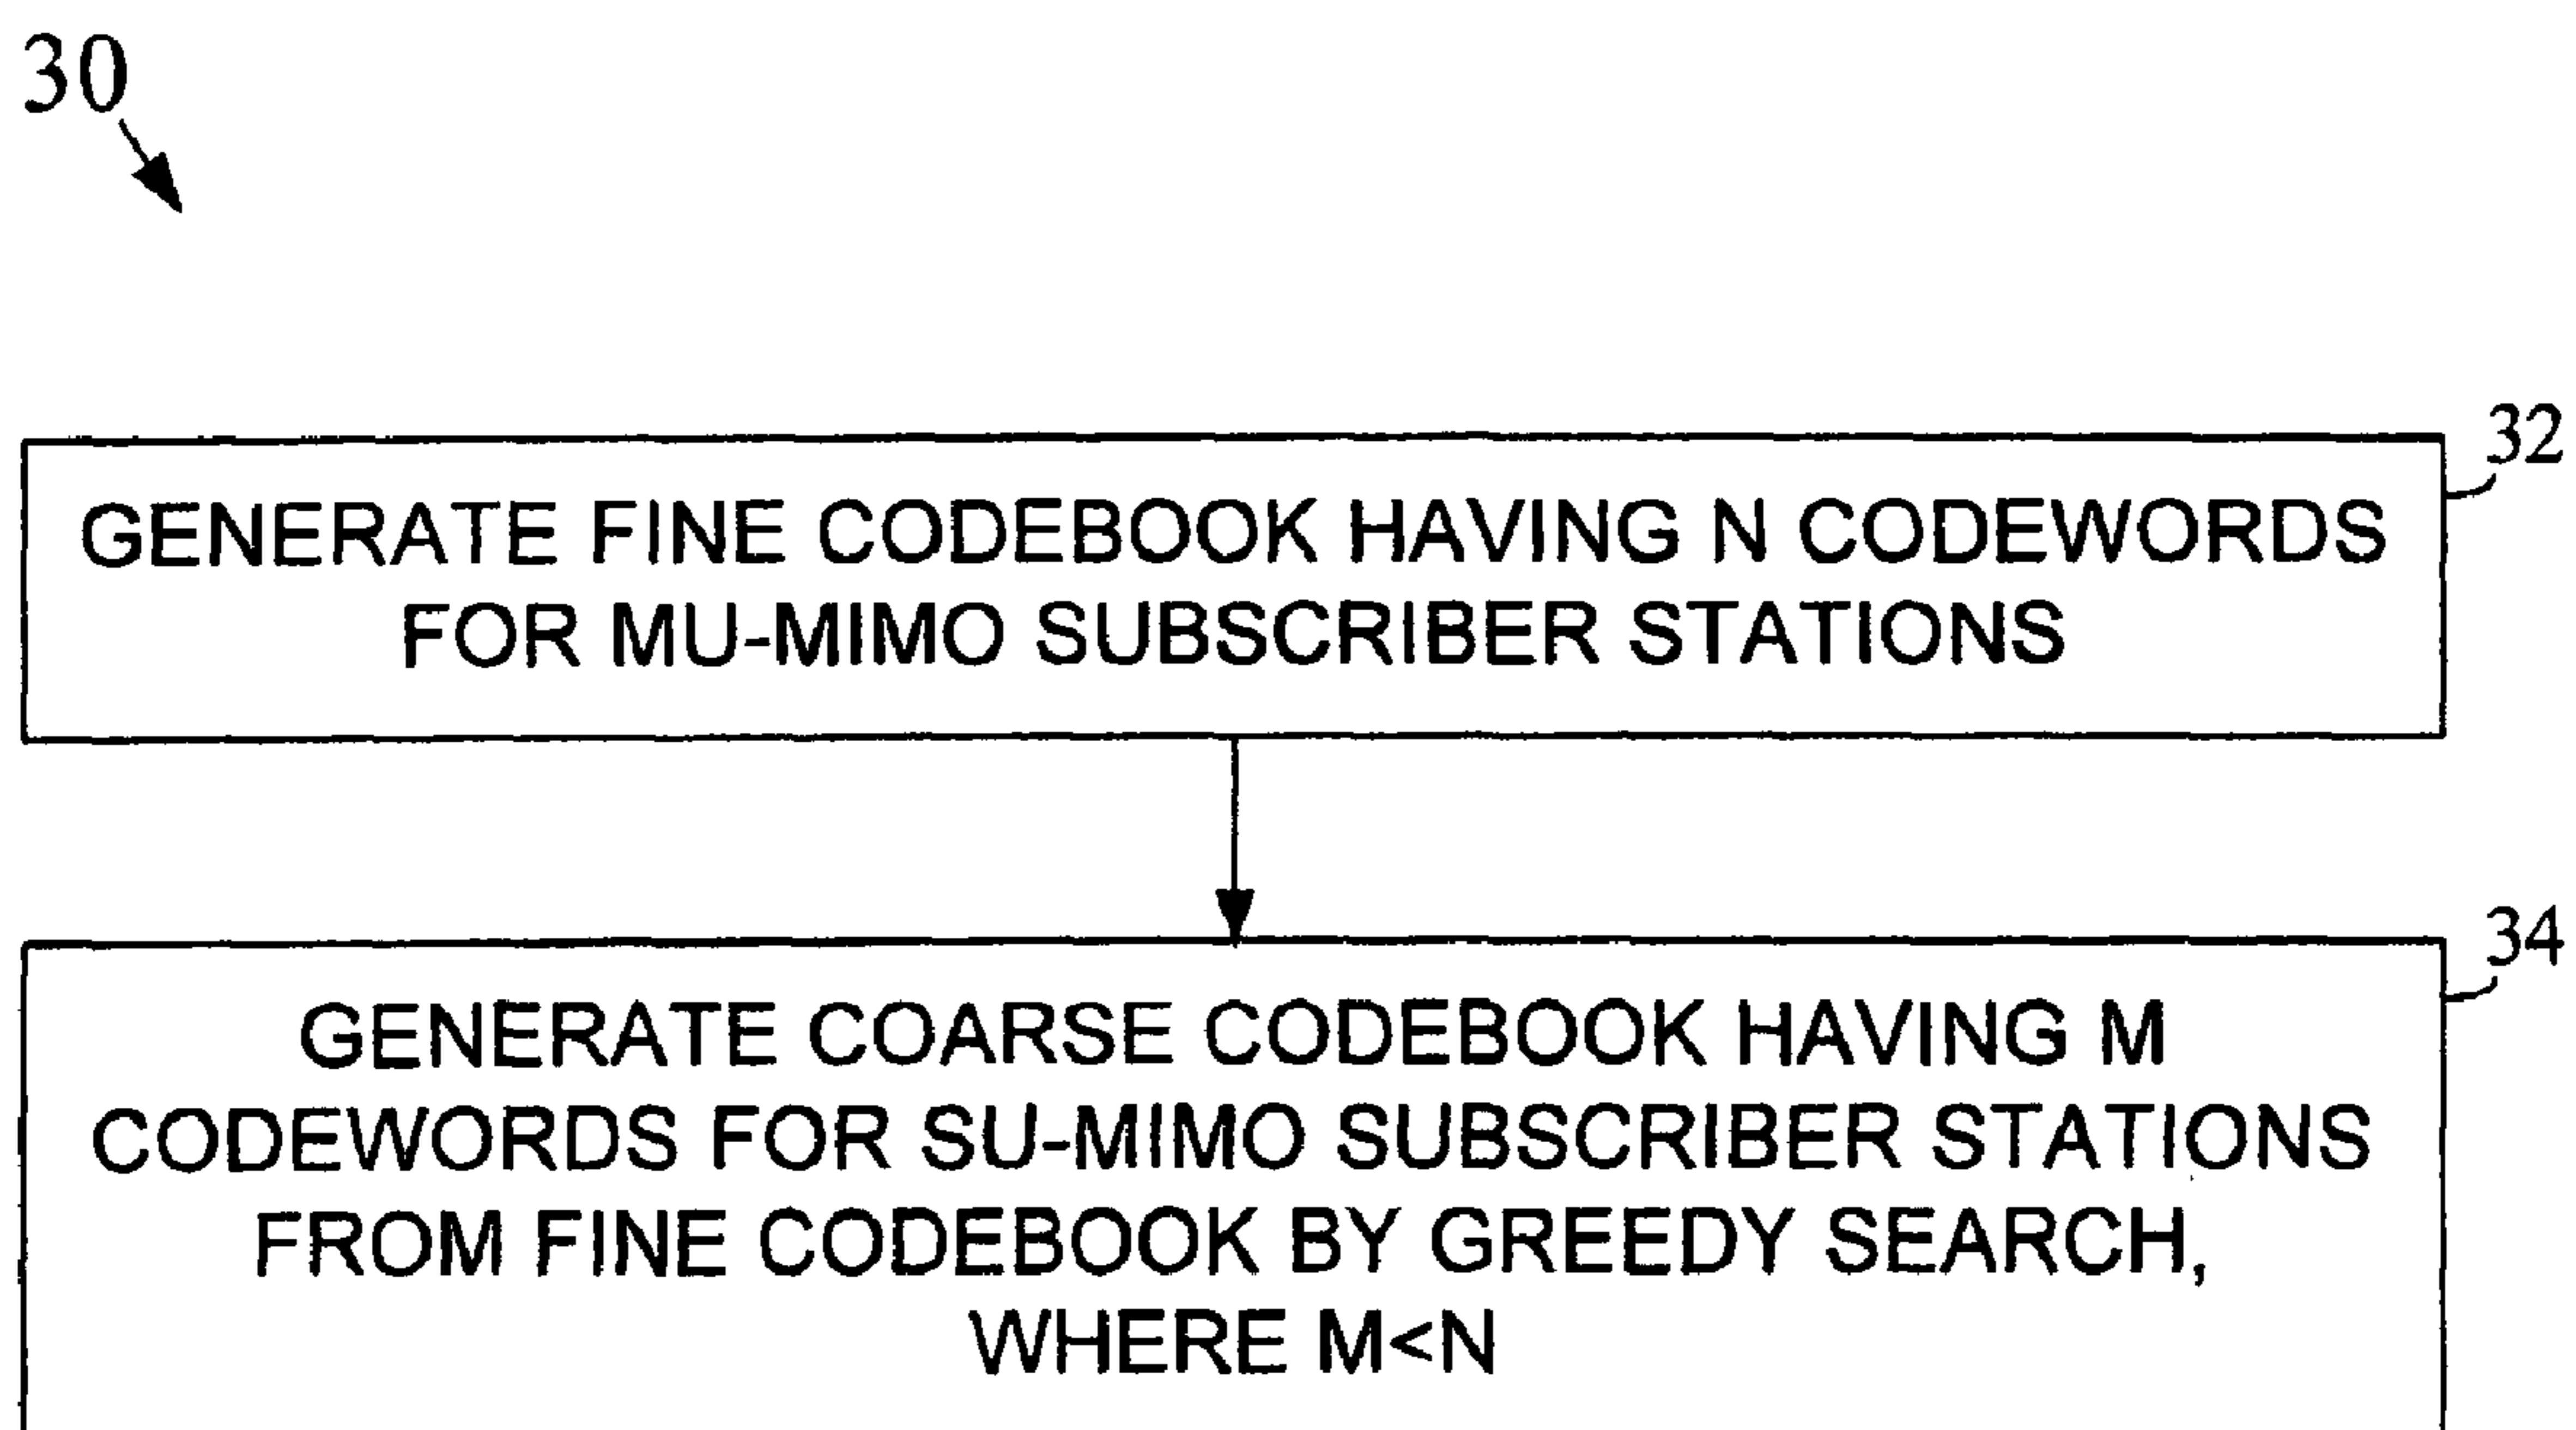 30
32
GENERATE FINE CODEBOOK HAVING N CODEWORDS
FOR MU-MIMO SUBSCRIBER STATIONS
34
GENERATE COARSE CODEBOOK HAVING M
CODEWORDS FOR SU-MIMO SUBSCRIBER STATIONS
FROM FINE CODEBOOK BY GREEDY SEARCH,
WHERE M<N